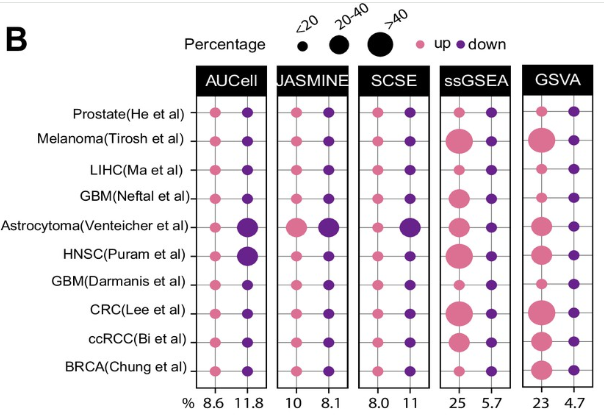 B
Percentage <20 20-40 >40 up down
AUCell JASMINE SCSE ssGSEA GSVA
Prostate(He et al)
Melanoma(Tirosh et al)
LIHC(Ma et al)
GBM(Neftal et al)
Astrocytoma(Venteicher et al)
HNSC(Puram et al)
GBM(Darmanis et al)
CRC(Lee et al)
ccRCC(Bi et al)
BRCA(Chung et al)
% 8.6 11.8 10 8.1 8.0 11 25 5.7 23 4.7